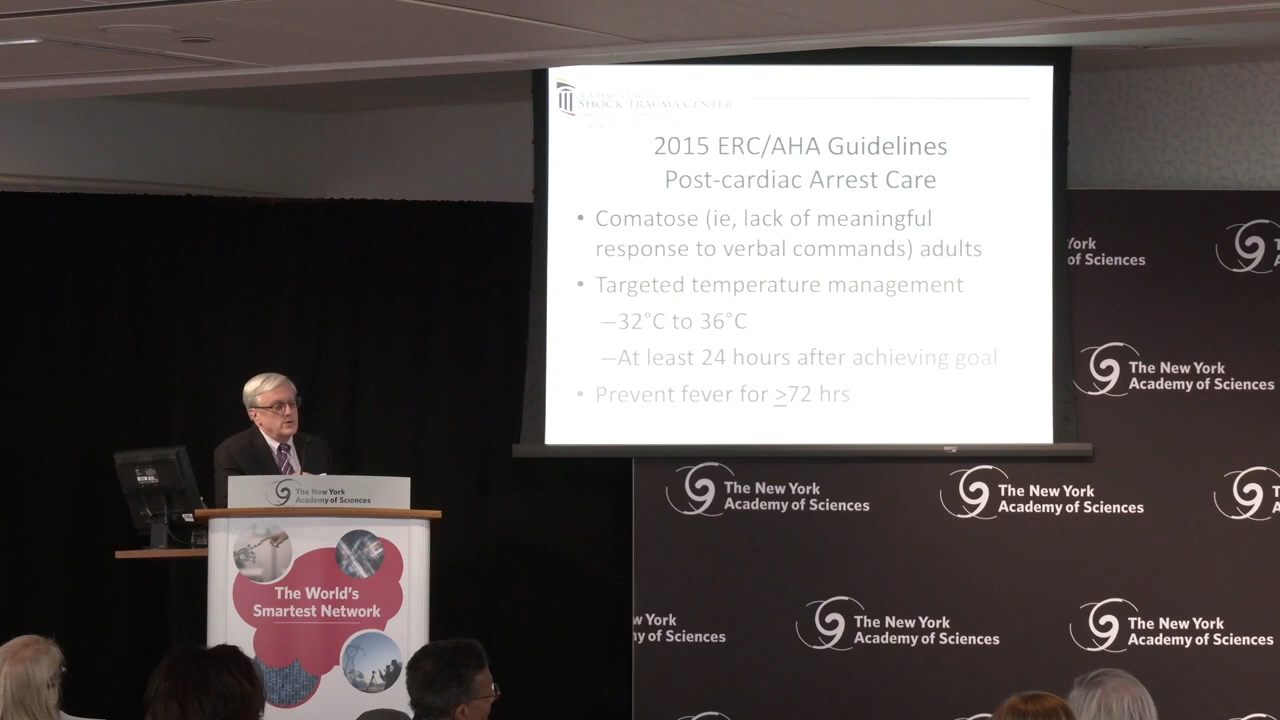 SHOCK TRAUMA CENTER
2015 ERC/AHA Guidelines
Post-cardiac Arrest Care
• Comatose (ie, lack of meaningful
response to verbal commands) adults
• Targeted temperature management
–32°C to 36°C
–At least 24 hours after achieving goal
• Prevent fever for ≥72 hrs
York
of Sciences
The New York
Academy of Sciences
The New York
Academy of Sciences
The New York
Academy of Sciences
The New York
Academy of Sciences
The World's
Smartest Network
w York
y of Sciences
The New York
Academy of Sciences
The New York
Academy of Sciences